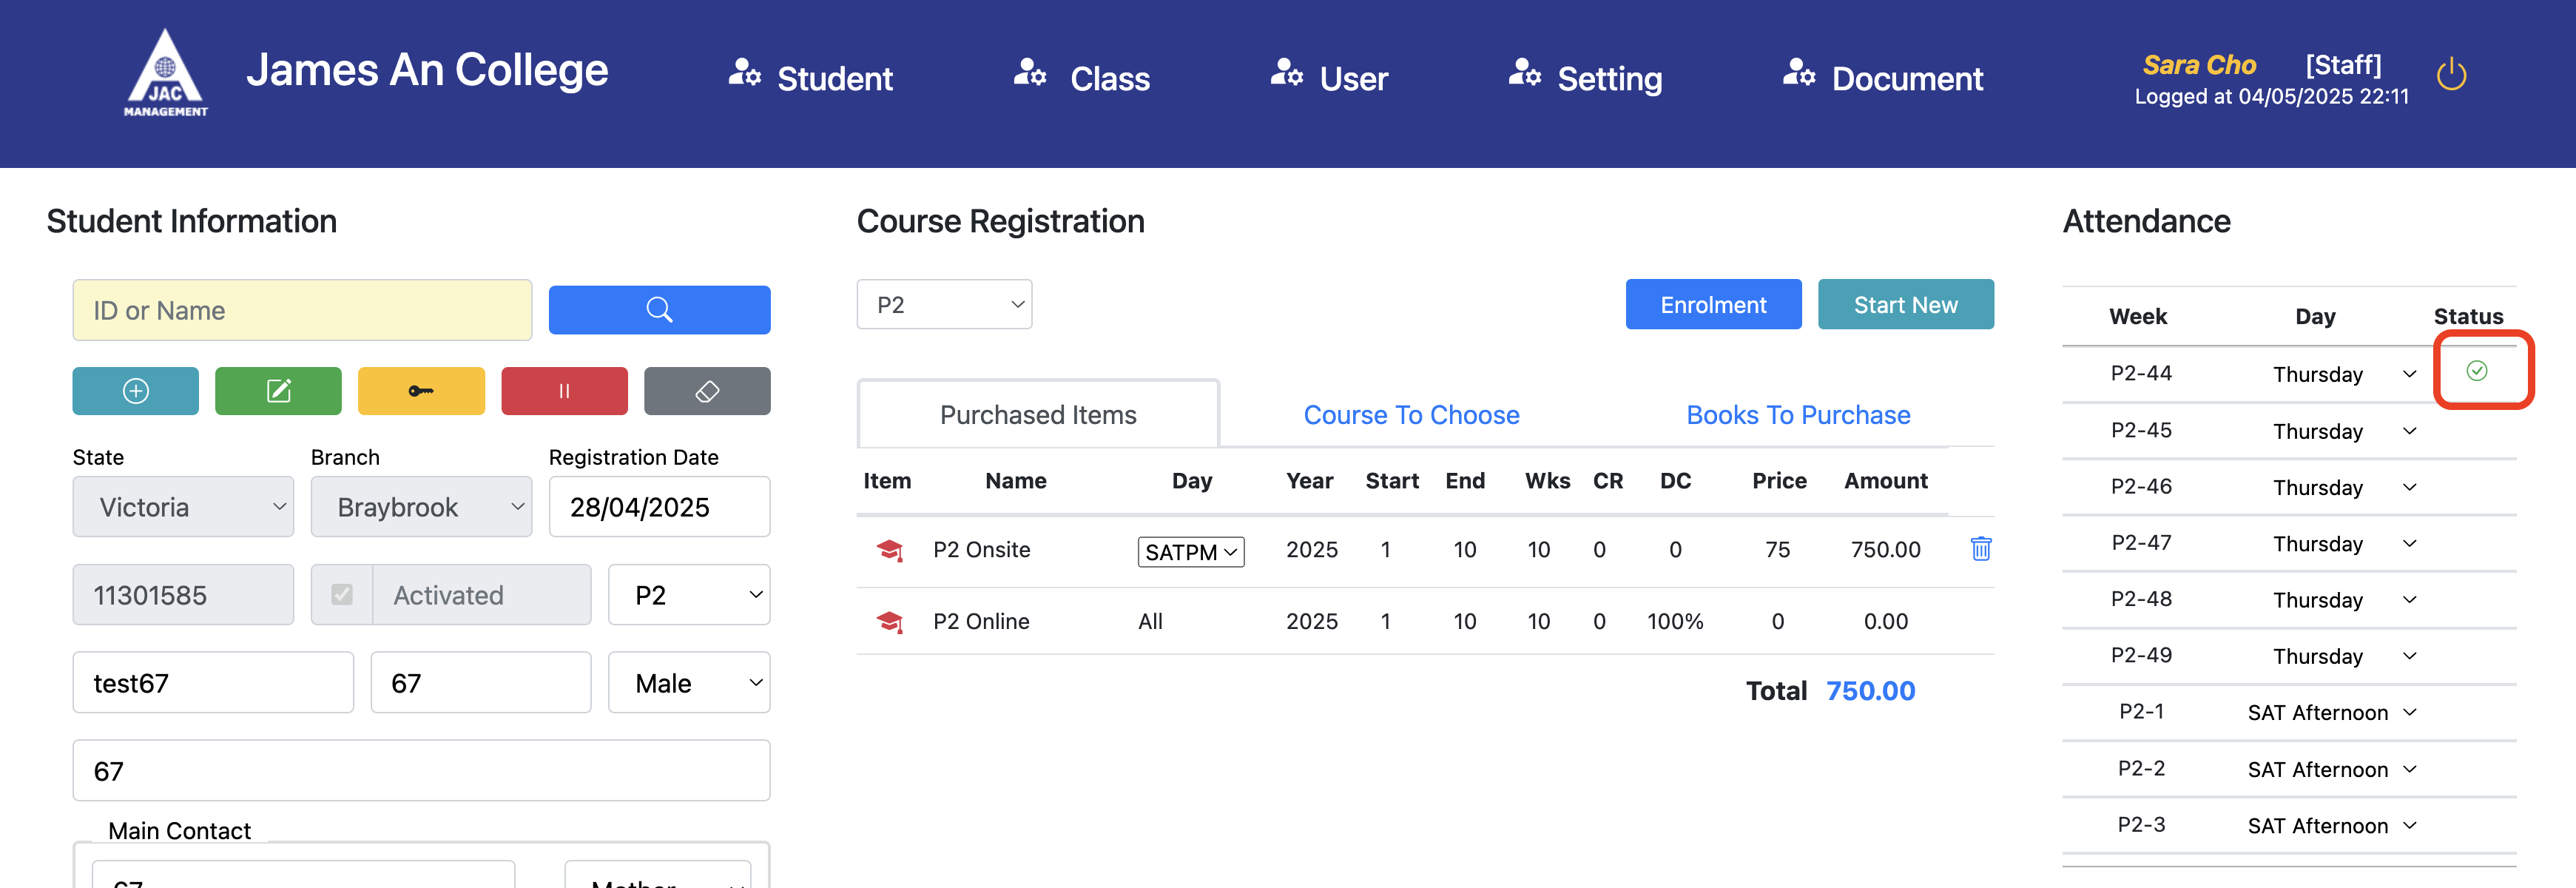 JAC
MANAGEMENT
James An College
Student
Class
User
Setting
Document
Sara Cho [Staff]
Logged at 04/05/2025 22:11
Student Information
ID or Name
State
Branch
Registration Date
Victoria
Braybrook
28/04/2025
11301585
Activated
P2
test67
67
Male
67
Main Contact
Course Registration
P2
Enrolment
Start New
Purchased Items
Course To Choose
Books To Purchase
Item Name Day Year Start End Wks CR DC Price Amount
P2 Onsite SATPM 2025 1 10 10 0 0 75 750.00
P2 Online All 2025 1 10 10 0 100% 0 0.00
Total 750.00
Attendance
Week Day Status
P2-44 Thursday
P2-45 Thursday
P2-46 Thursday
P2-47 Thursday
P2-48 Thursday
P2-49 Thursday
P2-1 SAT Afternoon
P2-2 SAT Afternoon
P2-3 SAT Afternoon